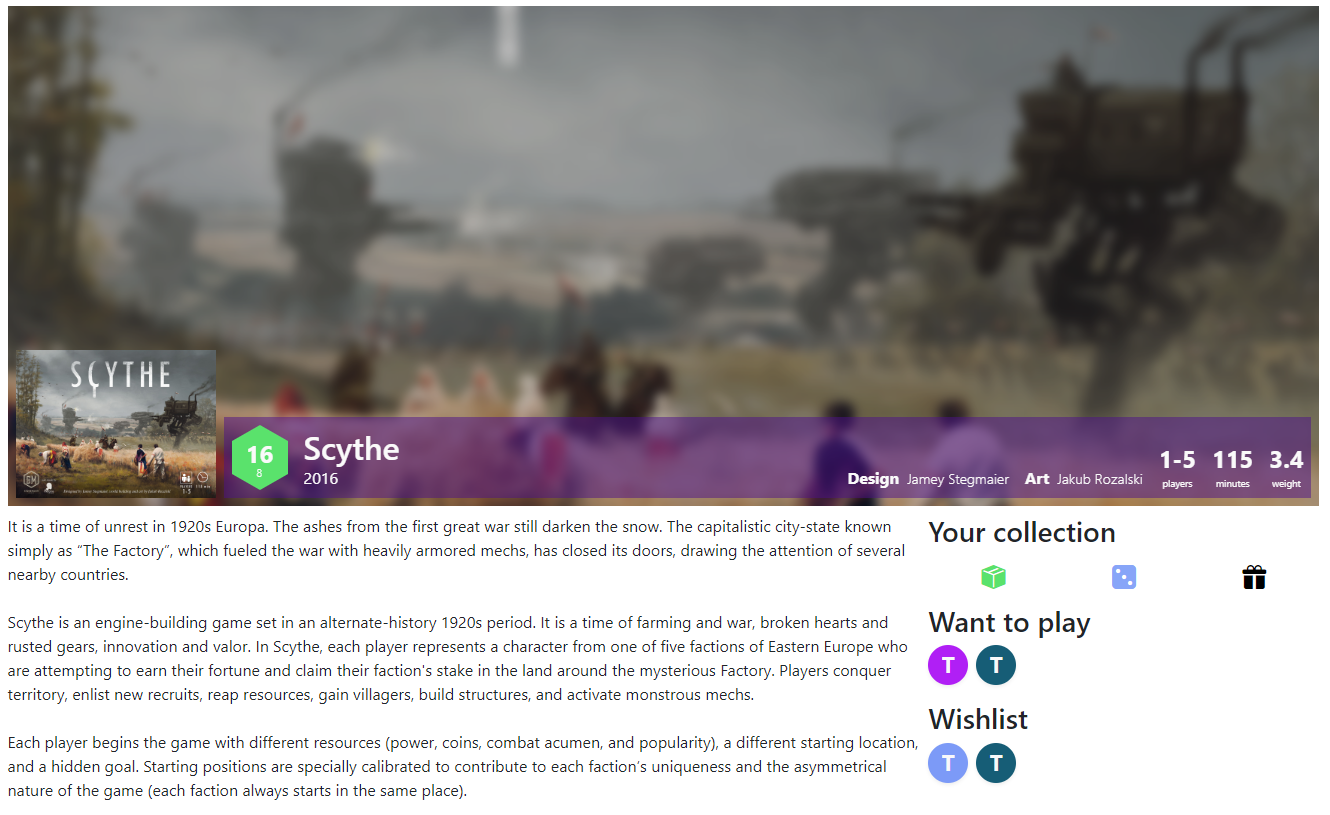 SCYTHE
16
8
Scythe
2016
Design Jamey Stegmaier Art Jakub Rozalski
1-5 115 3.4
players minutes weight
It is a time of unrest in 1920s Europa. The ashes from the first great war still darken the snow. The capitalistic city-state known
simply as “The Factory”, which fueled the war with heavily armored mechs, has closed its doors, drawing the attention of several
nearby countries.
Scythe is an engine-building game set in an alternate-history 1920s period. It is a time of farming and war, broken hearts and
rusted gears, innovation and valor. In Scythe, each player represents a character from one of five factions of Eastern Europe who
are attempting to earn their fortune and claim their faction's stake in the land around the mysterious Factory. Players conquer
territory, enlist new recruits, reap resources, gain villagers, build structures, and activate monstrous mechs.
Each player begins the game with different resources (power, coins, combat acumen, and popularity), a different starting location,
and a hidden goal. Starting positions are specially calibrated to contribute to each faction’s uniqueness and the asymmetrical
nature of the game (each faction always starts in the same place).
Your collection
Want to play
T T
Wishlist
T T